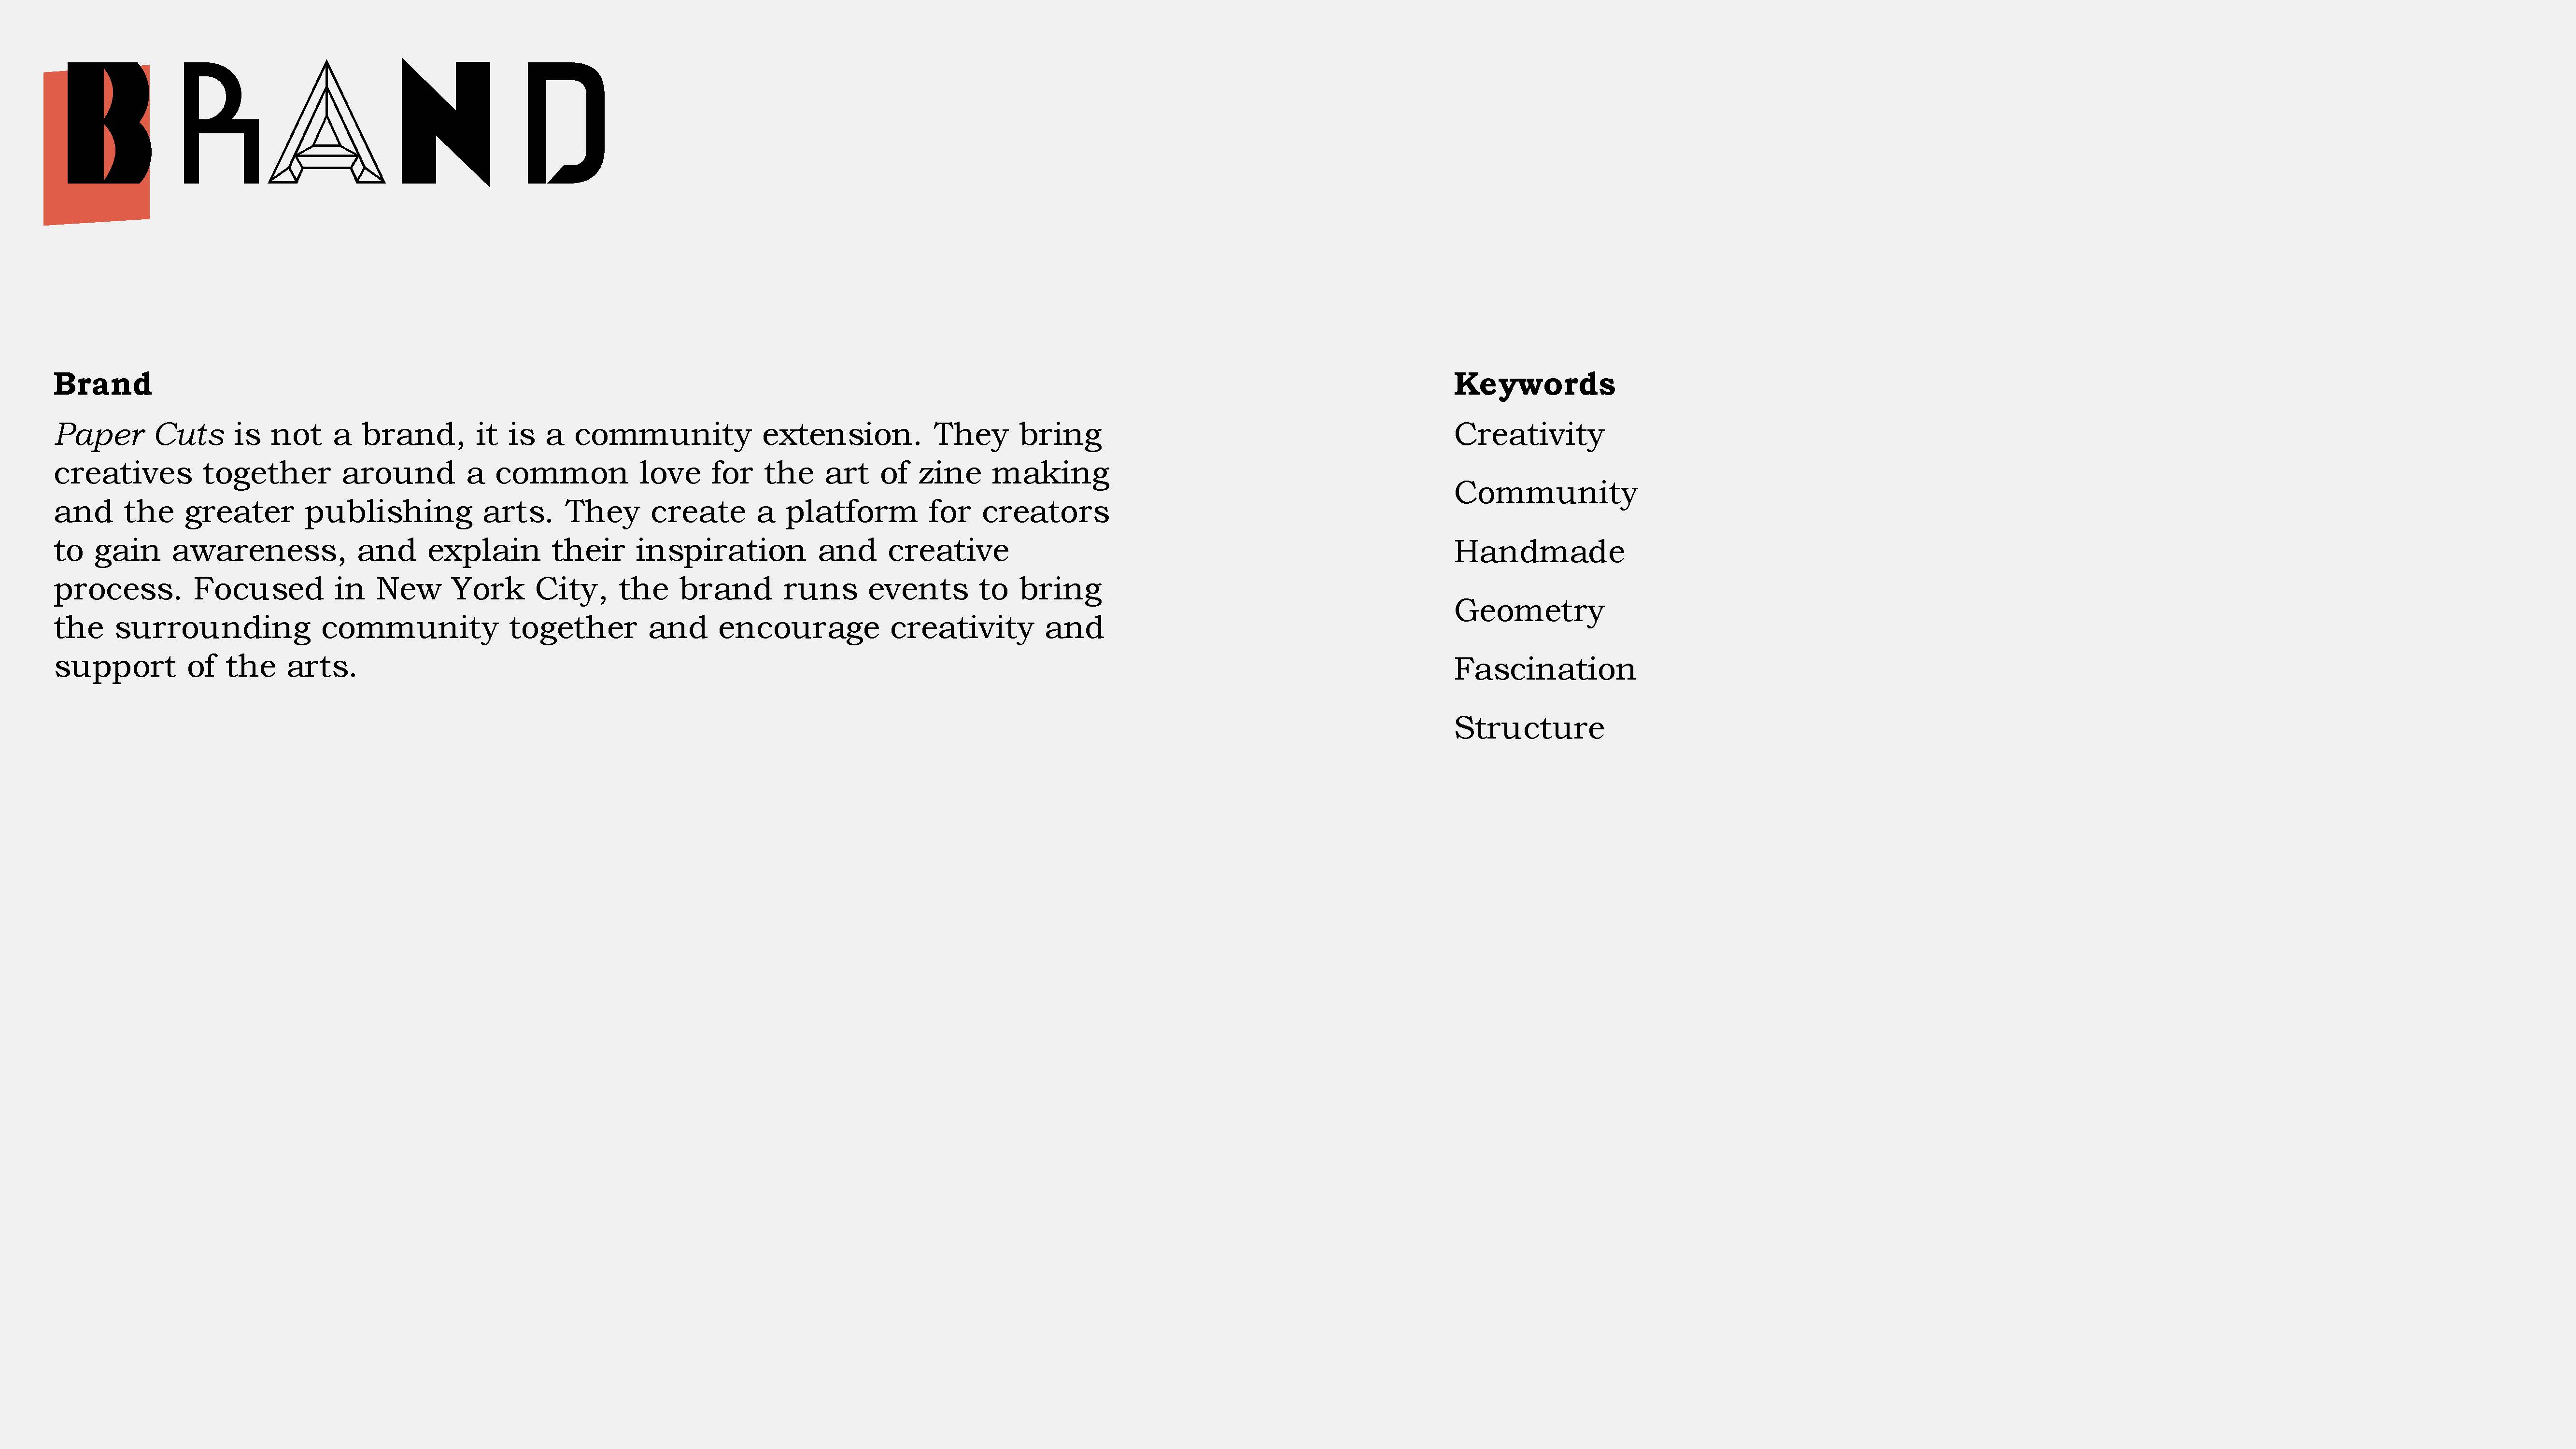 BRAND
Brand
Paper Cuts is not a brand, it is a community extension. They bring
creatives together around a common love for the art of zine making
and the greater publishing arts. They create a platform for creators
to gain awareness, and explain their inspiration and creative
process. Focused in New York City, the brand runs events to bring
the surrounding community together and encourage creativity and
support of the arts.
Keywords
Creativity
Community
Handmade
Geometry
Fascination
Structure